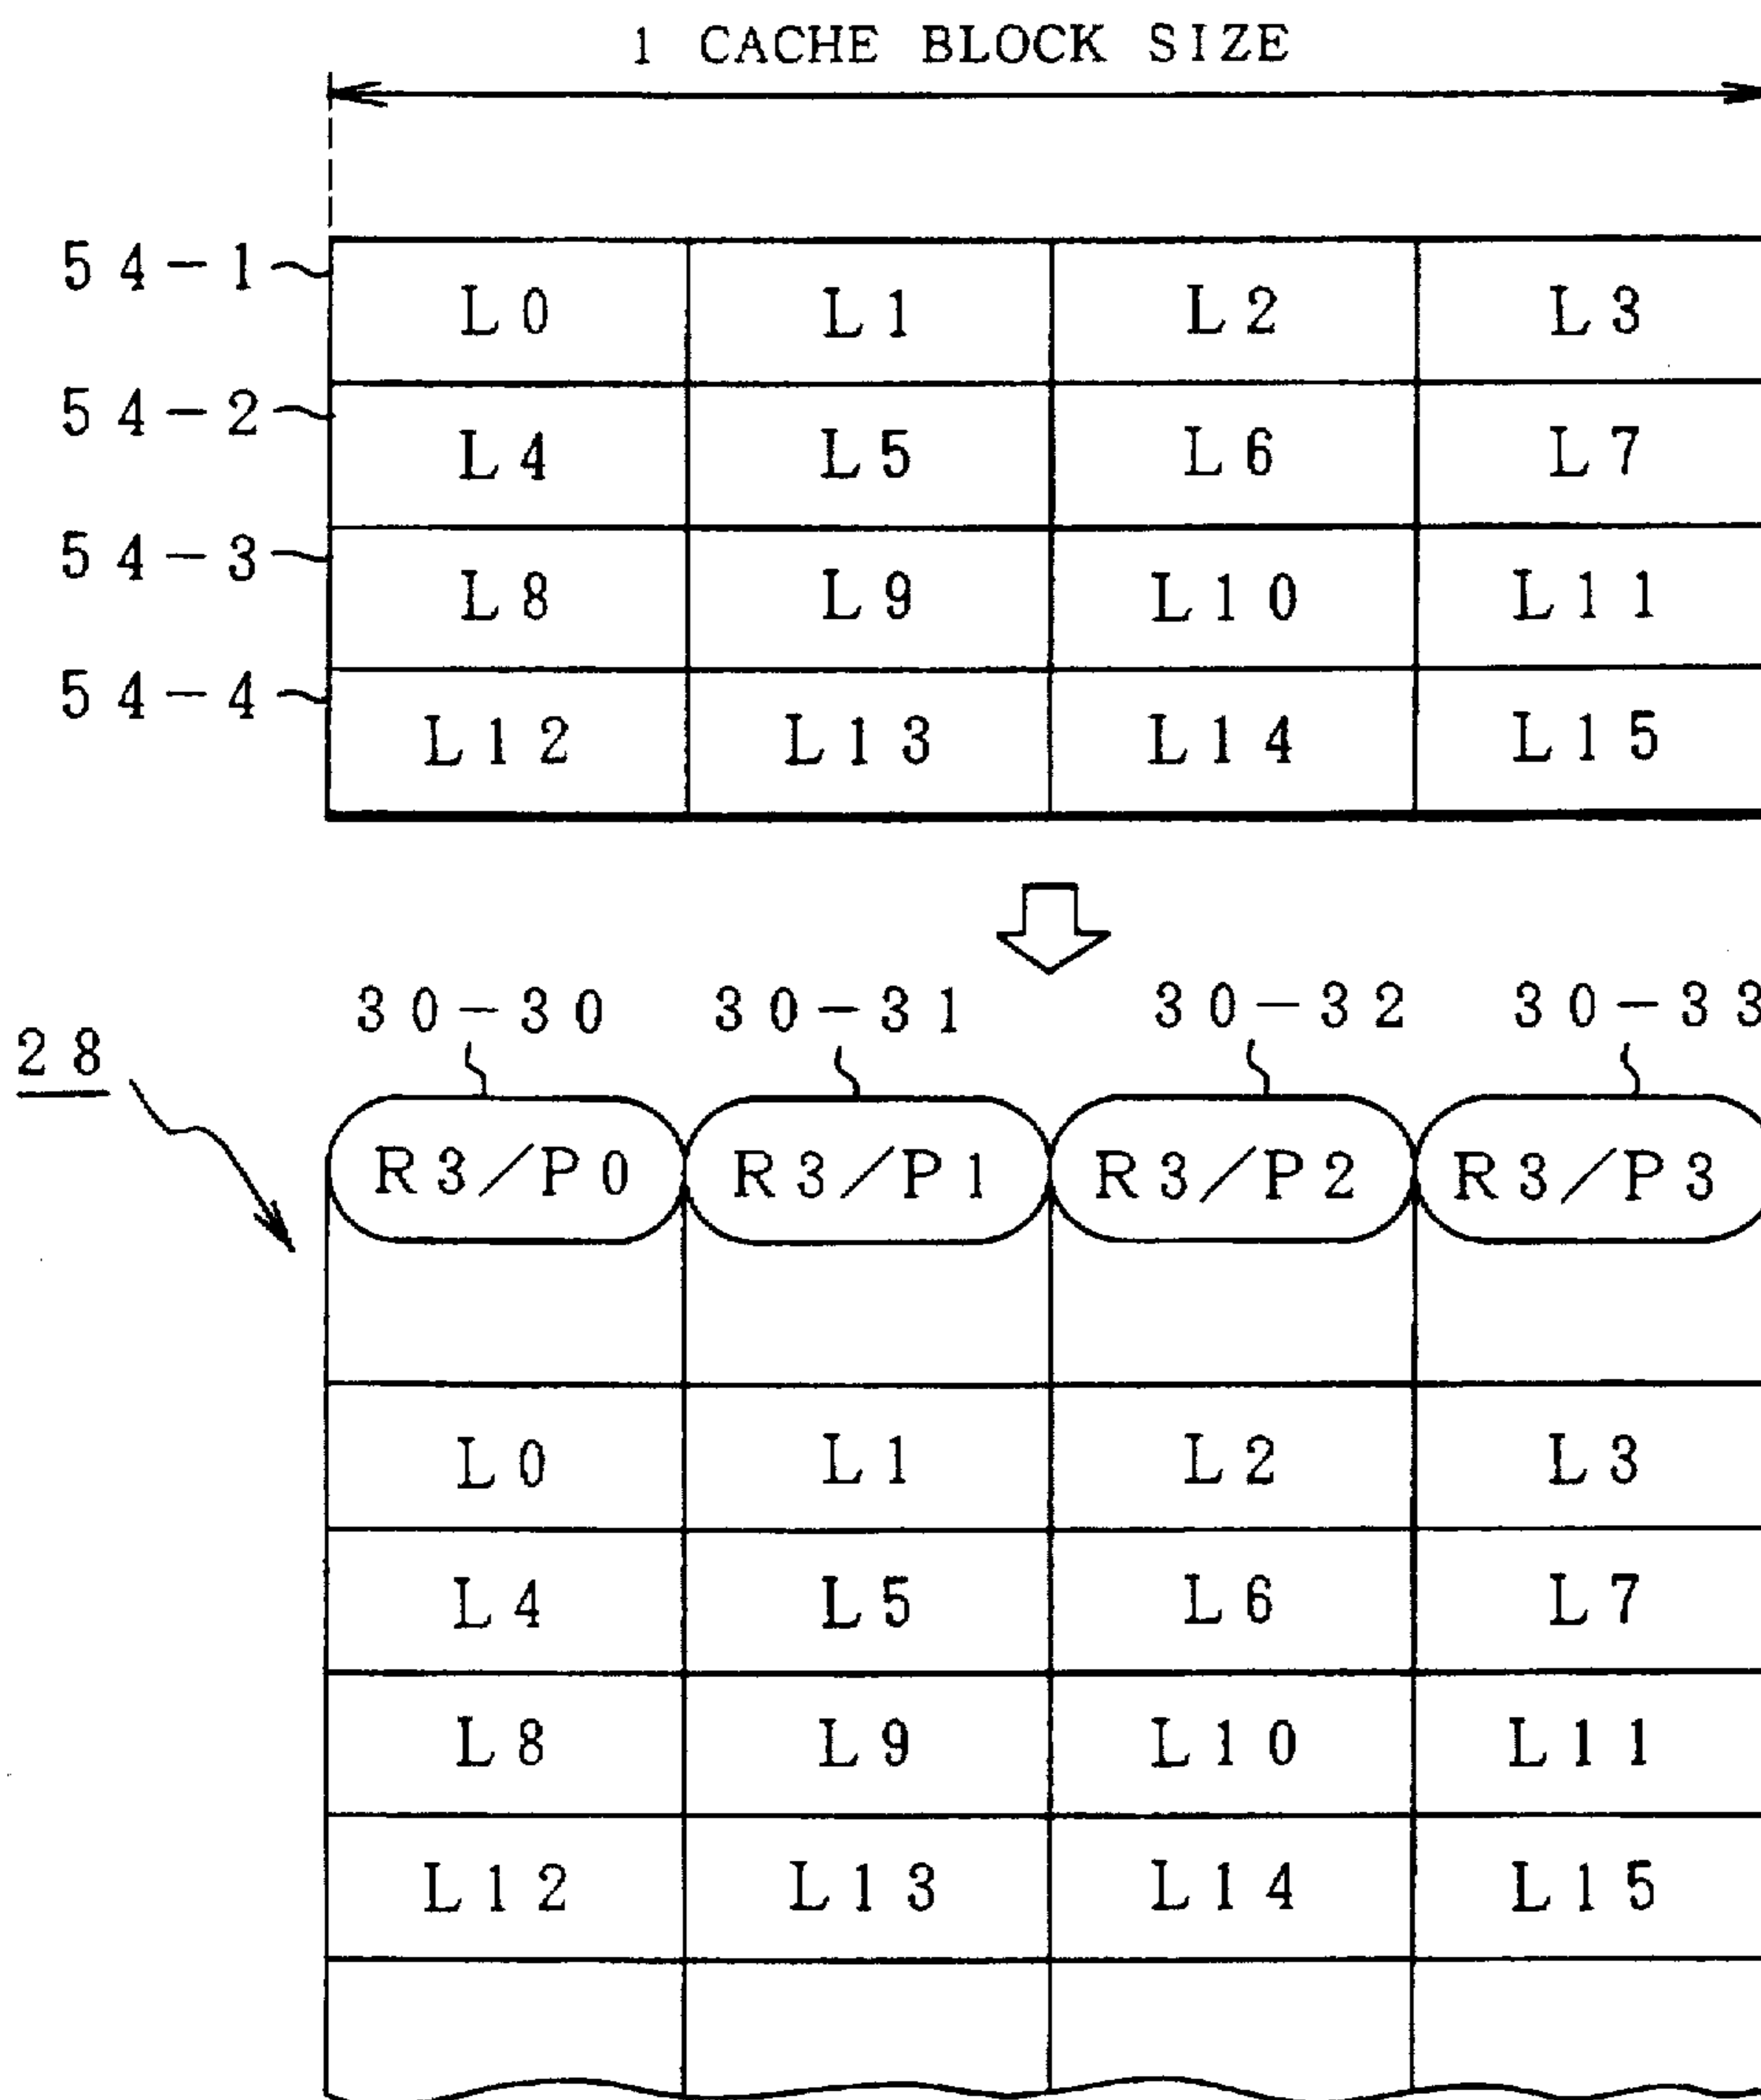 1 CACHE BLOCK SIZE
54-1 L0 L1 L2 L3
54-2 L4 L5 L6 L7
54-3 L8 L9 L10 L11
54-4 L12 L13 L14 L15
30-30 30-31 30-32 30-33
28
R3/P0 R3/P1 R3/P2 R3/P3
L0 L1 L2 L3
L4 L5 L6 L7
L8 L9 L10 L11
L12 L13 L14 L15